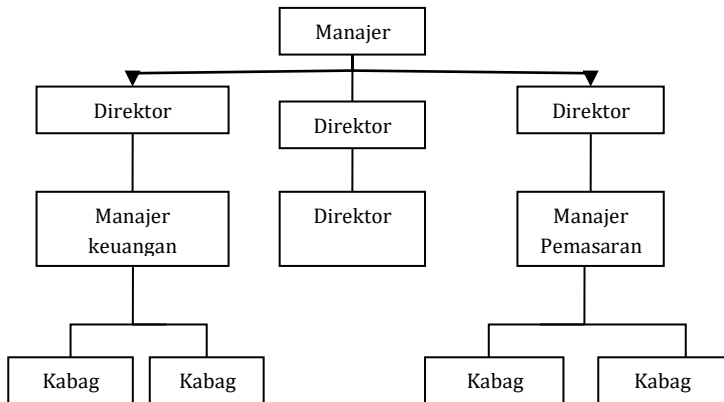 Manajer
Direktor
Direktor
Direktor
Manajer
keuangan
Direktor
Manajer
Pemasaran
Kabag
Kabag
Kabag
Kabag